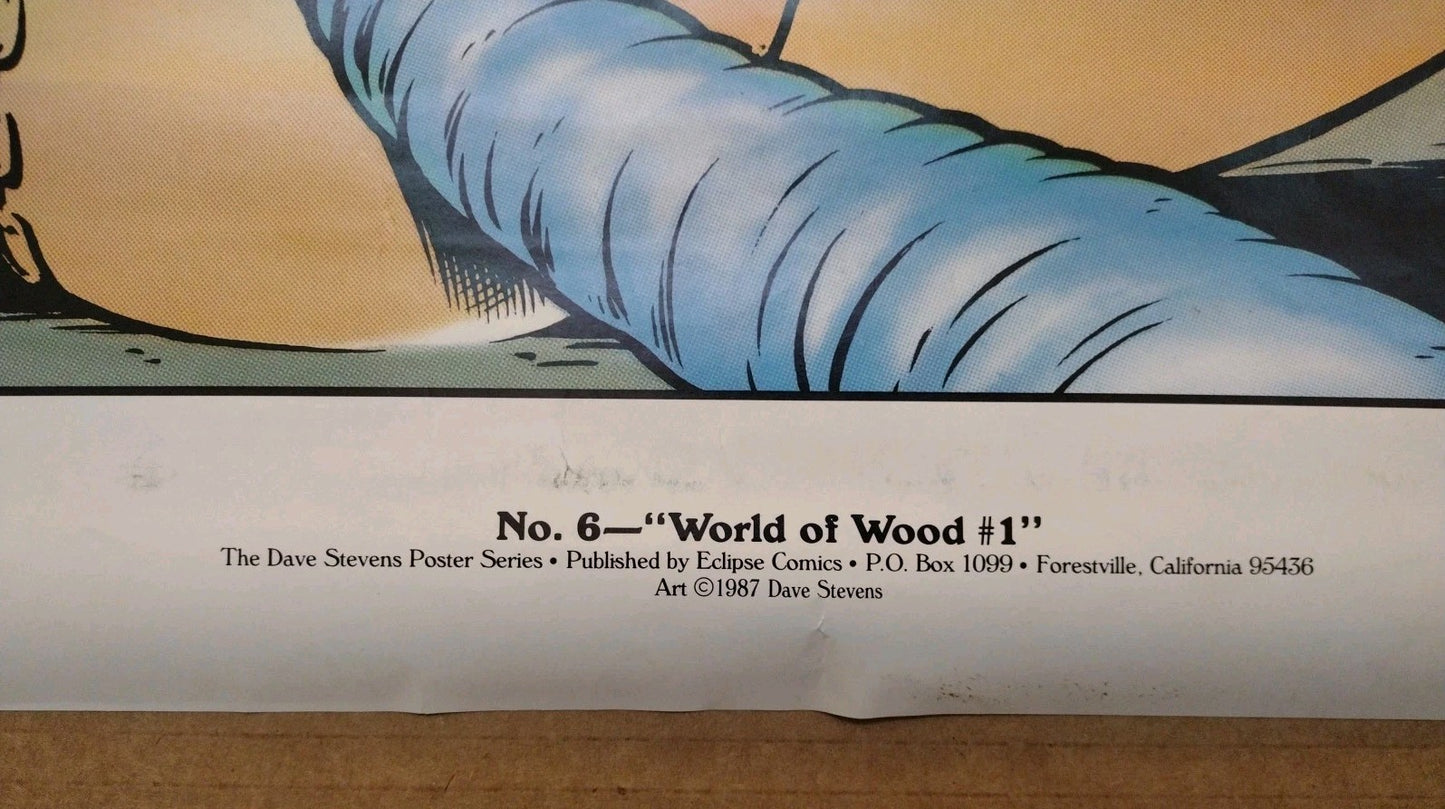 No. 6—“World of Wood #1”
The Dave Stevens Poster Series • Published by Eclipse Comics • P.O. Box 1099 • Forestville, California 95436
Art ©1987 Dave Stevens